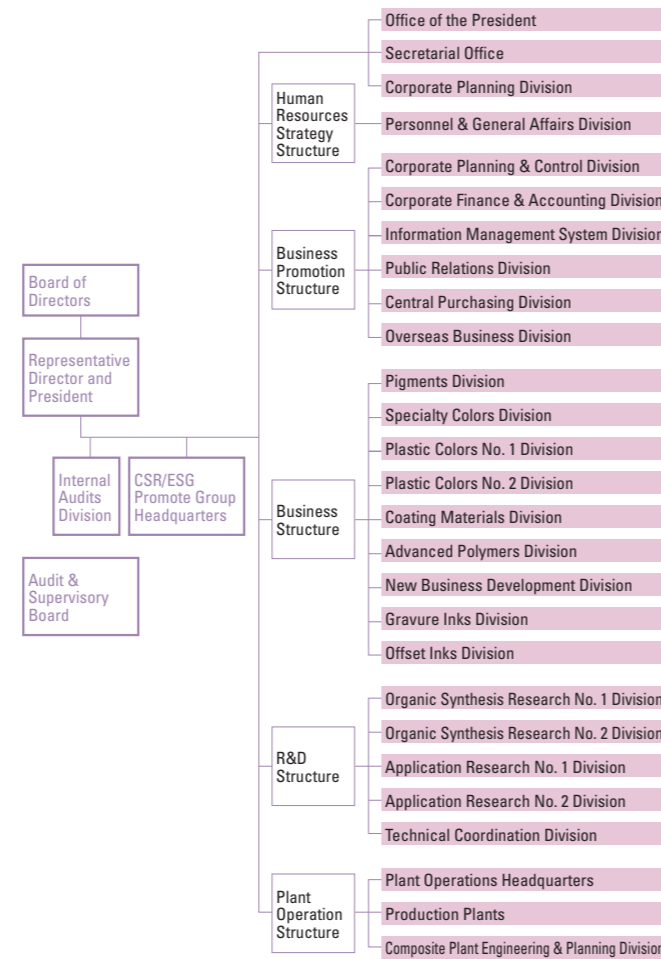 Board of
Directors
Representative
Director and
President
Internal
Audits
Division
CSR/ESG
Promote Group
Headquarters
Audit &
Supervisory
Board
Office of the President
Secretarial Office
Corporate Planning Division
Human
Resources
Strategy
Structure
Personnel & General Affairs Division
Business
Promotion
Structure
Corporate Planning & Control Division
Corporate Finance & Accounting Division
Information Management System Division
Public Relations Division
Central Purchasing Division
Overseas Business Division
Business
Structure
Pigments Division
Specialty Colors Division
Plastic Colors No. 1 Division
Plastic Colors No. 2 Division
Coating Materials Division
Advanced Polymers Division
New Business Development Division
Gravure Inks Division
Offset Inks Division
R&D
Structure
Organic Synthesis Research No. 1 Division
Organic Synthesis Research No. 2 Division
Application Research No. 1 Division
Application Research No. 2 Division
Technical Coordination Division
Plant
Operation
Structure
Plant Operations Headquarters
Production Plants
Composite Plant Engineering & Planning Division